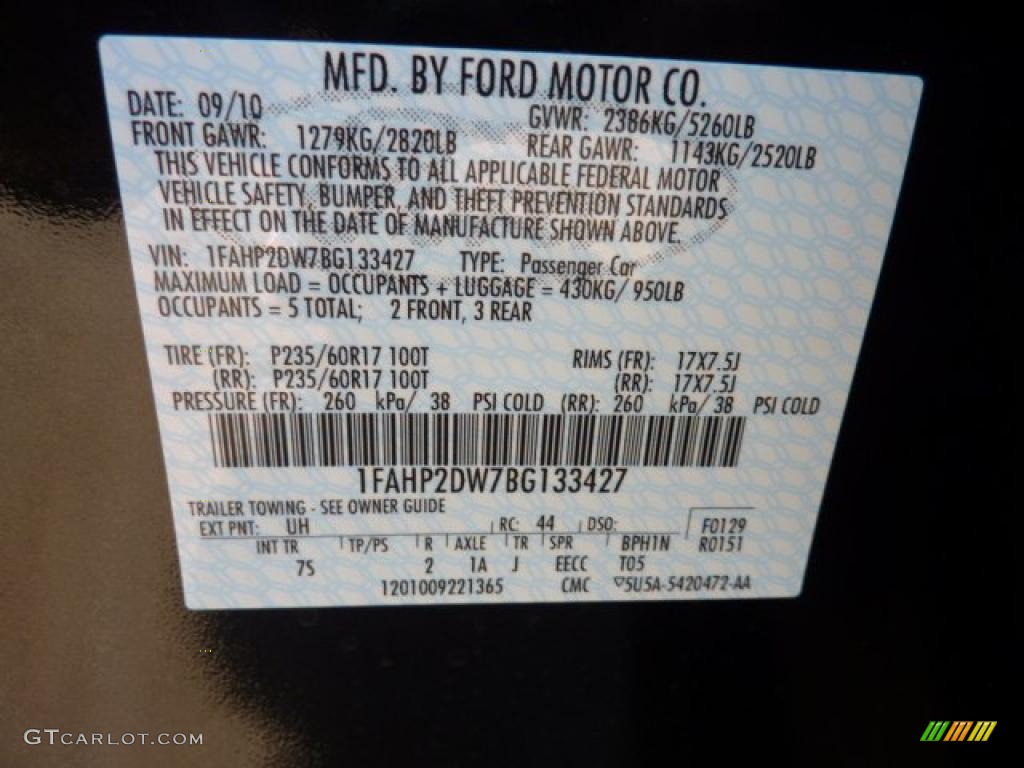 MFD. BY FORD MOTOR CO.
DATE: 09/10 GVWR: 2386KG/5260LB
FRONT GAWR: 1279KG/2820LB REAR GAWR: 1143KG/2520LB
THIS VEHICLE CONFORMS TO ALL APPLICABLE FEDERAL MOTOR
VEHICLE SAFETY, BUMPER, AND THEFT PREVENTION STANDARDS
IN EFFECT ON THE DATE OF MANUFACTURE SHOWN ABOVE.
VIN: 1FAHP2DW7BG133427 TYPE: Passenger Car
MAXIMUM LOAD = OCCUPANTS + LUGGAGE = 430KG/ 950LB
OCCUPANTS = 5 TOTAL; 2 FRONT, 3 REAR
TIRE (FR): P235/60R17 100T RIMS (FR): 17X7.5J
(RR): P235/60R17 100T (RR): 17X7.5J
PRESSURE (FR): 260 kPa/ 38 PSI COLD (RR): 260 kPa/ 38 PSI COLD
1FAHP2DW7BG133427
TRAILER TOWING - SEE OWNER GUIDE
EXT PNT: UH RC: 44 DSO: F0129
INT TR TP/PS R AXLE TR SPR BPH1N R0151
7S 2 1A J EECC T05
1201009221365 CMC 5U5A-5420472-AA
GTCARLOT.COM